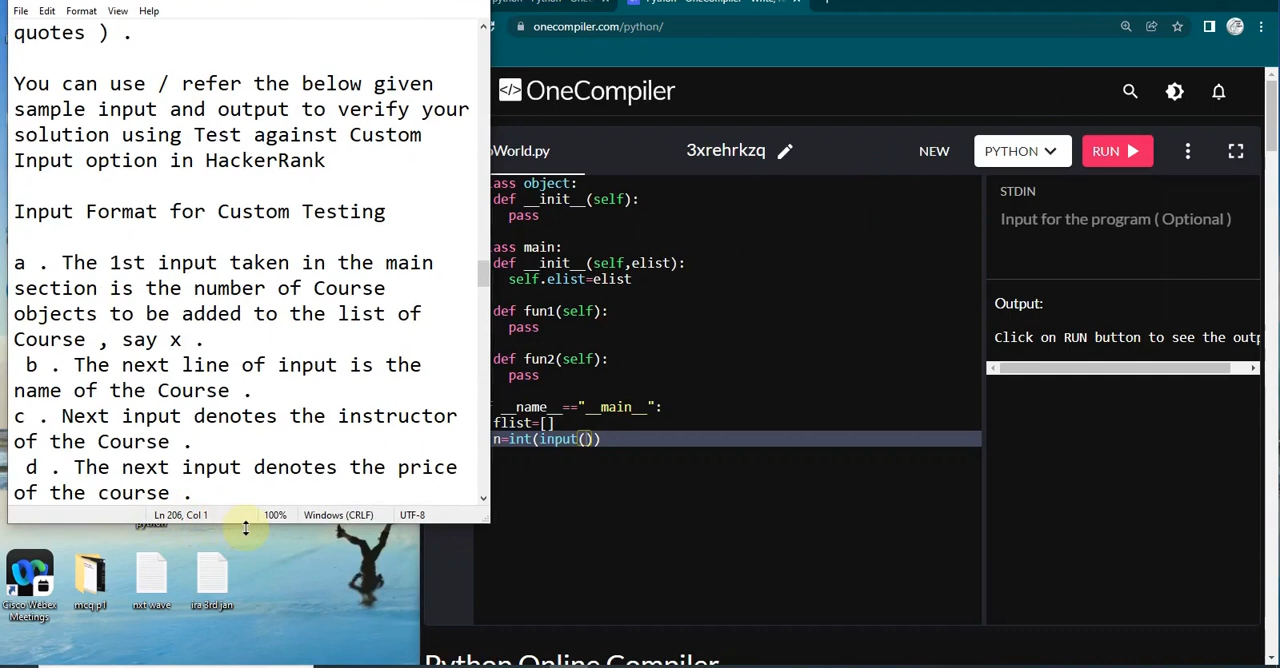 File Edit Format View Help
quotes ) .
You can use / refer the below given
sample input and output to verify your
solution using Test against Custom
Input option in HackerRank
Input Format for Custom Testing
a . The 1st input taken in the main
section is the number of Course
objects to be added to the list of
Course , say x .
b . The next line of input is the
name of the Course .
c . Next input denotes the instructor
of the Course .
d . The next input denotes the price
of the course .
Ln 206, Col 1 100% Windows (CRLF) UTF-8
Cisco Webex
Meetings
mcq p1
nxt wave
ira 3rd jan
onecompiler.com/python/
</> OneCompiler
oWorld.py 3xrehrkzq NEW PYTHON RUN
ass object:
def __init__(self):
pass
ass main:
def __init__(self,elist):
self.elist=elist
def fun1(self):
pass
def fun2(self):
pass
__name__=="__main__":
flist=[]
n=int(input())
STDIN
Input for the program ( Optional )
Output:
Click on RUN button to see the outp
Python Online Compiler